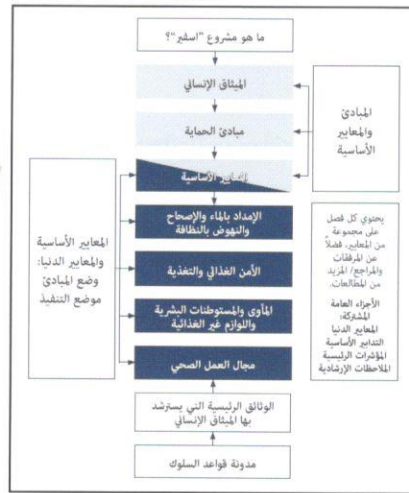 ما هو مشروع "اسفير"؟
الميثاق الإنساني
مبادئ الحماية
المعايير الأساسية
الإمداد بالماء والإصحاح
والنهوض بالنظافة
الأمن الغذائي والتغذية
المأوى والمستوطنات البشرية
واللوازم غير الغذائية
مجال العمل الصحي
الوثائق الرئيسية التي يسترشد
بها الميثاق الإنساني
مدونة قواعد السلوك
المبادئ
والمعايير
الأساسية
يحتوي كل فصل
على مجموعة
من المعايير، فضلاً
عن المرفقات
والمراجع/ المزيد
من المطالعات.
الأجزاء العامة
المشتركة:
المعايير الدنيا
التدابير الأساسية
المؤشرات الرئيسية
الملاحظات الإرشادية
المعايير الأساسية
والمعايير الدنيا:
وضع المبادئ
موضع التنفيذ